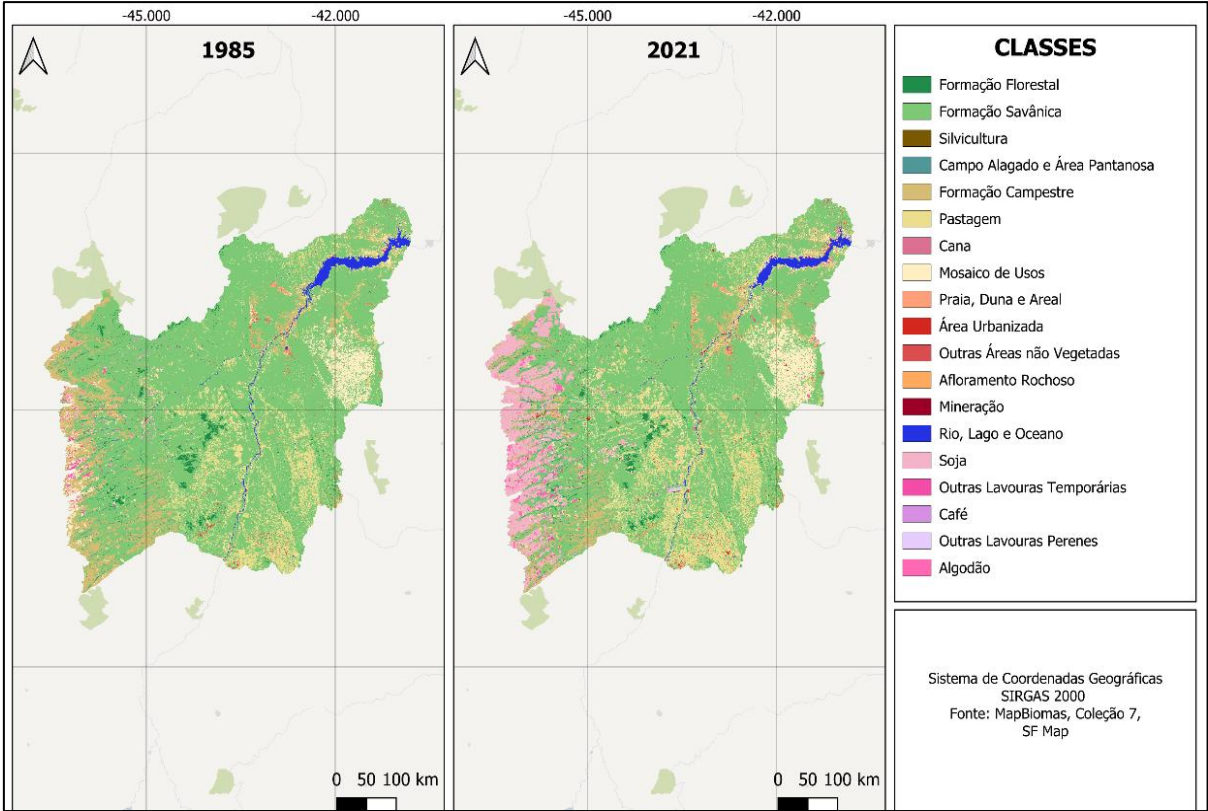 -45.000
-42.000
-45.000
-42.000
1985
2021
CLASSES
Formação Florestal
Formação Savânica
Silvicultura
Campo Alagado e Área Pantanosa
Formação Campestre
Pastagem
Cana
Mosaico de Usos
Praia, Duna e Areal
Área Urbanizada
Outras Áreas não Vegetadas
Afloramento Rochoso
Mineração
Rio, Lago e Oceano
Soja
Outras Lavouras Temporárias
Café
Outras Lavouras Perenes
Algodão
Sistema de Coordenadas Geográficas
SIRGAS 2000
Fonte: MapBiomas, Coleção 7,
SF Map
0 50 100 km
0 50 100 km